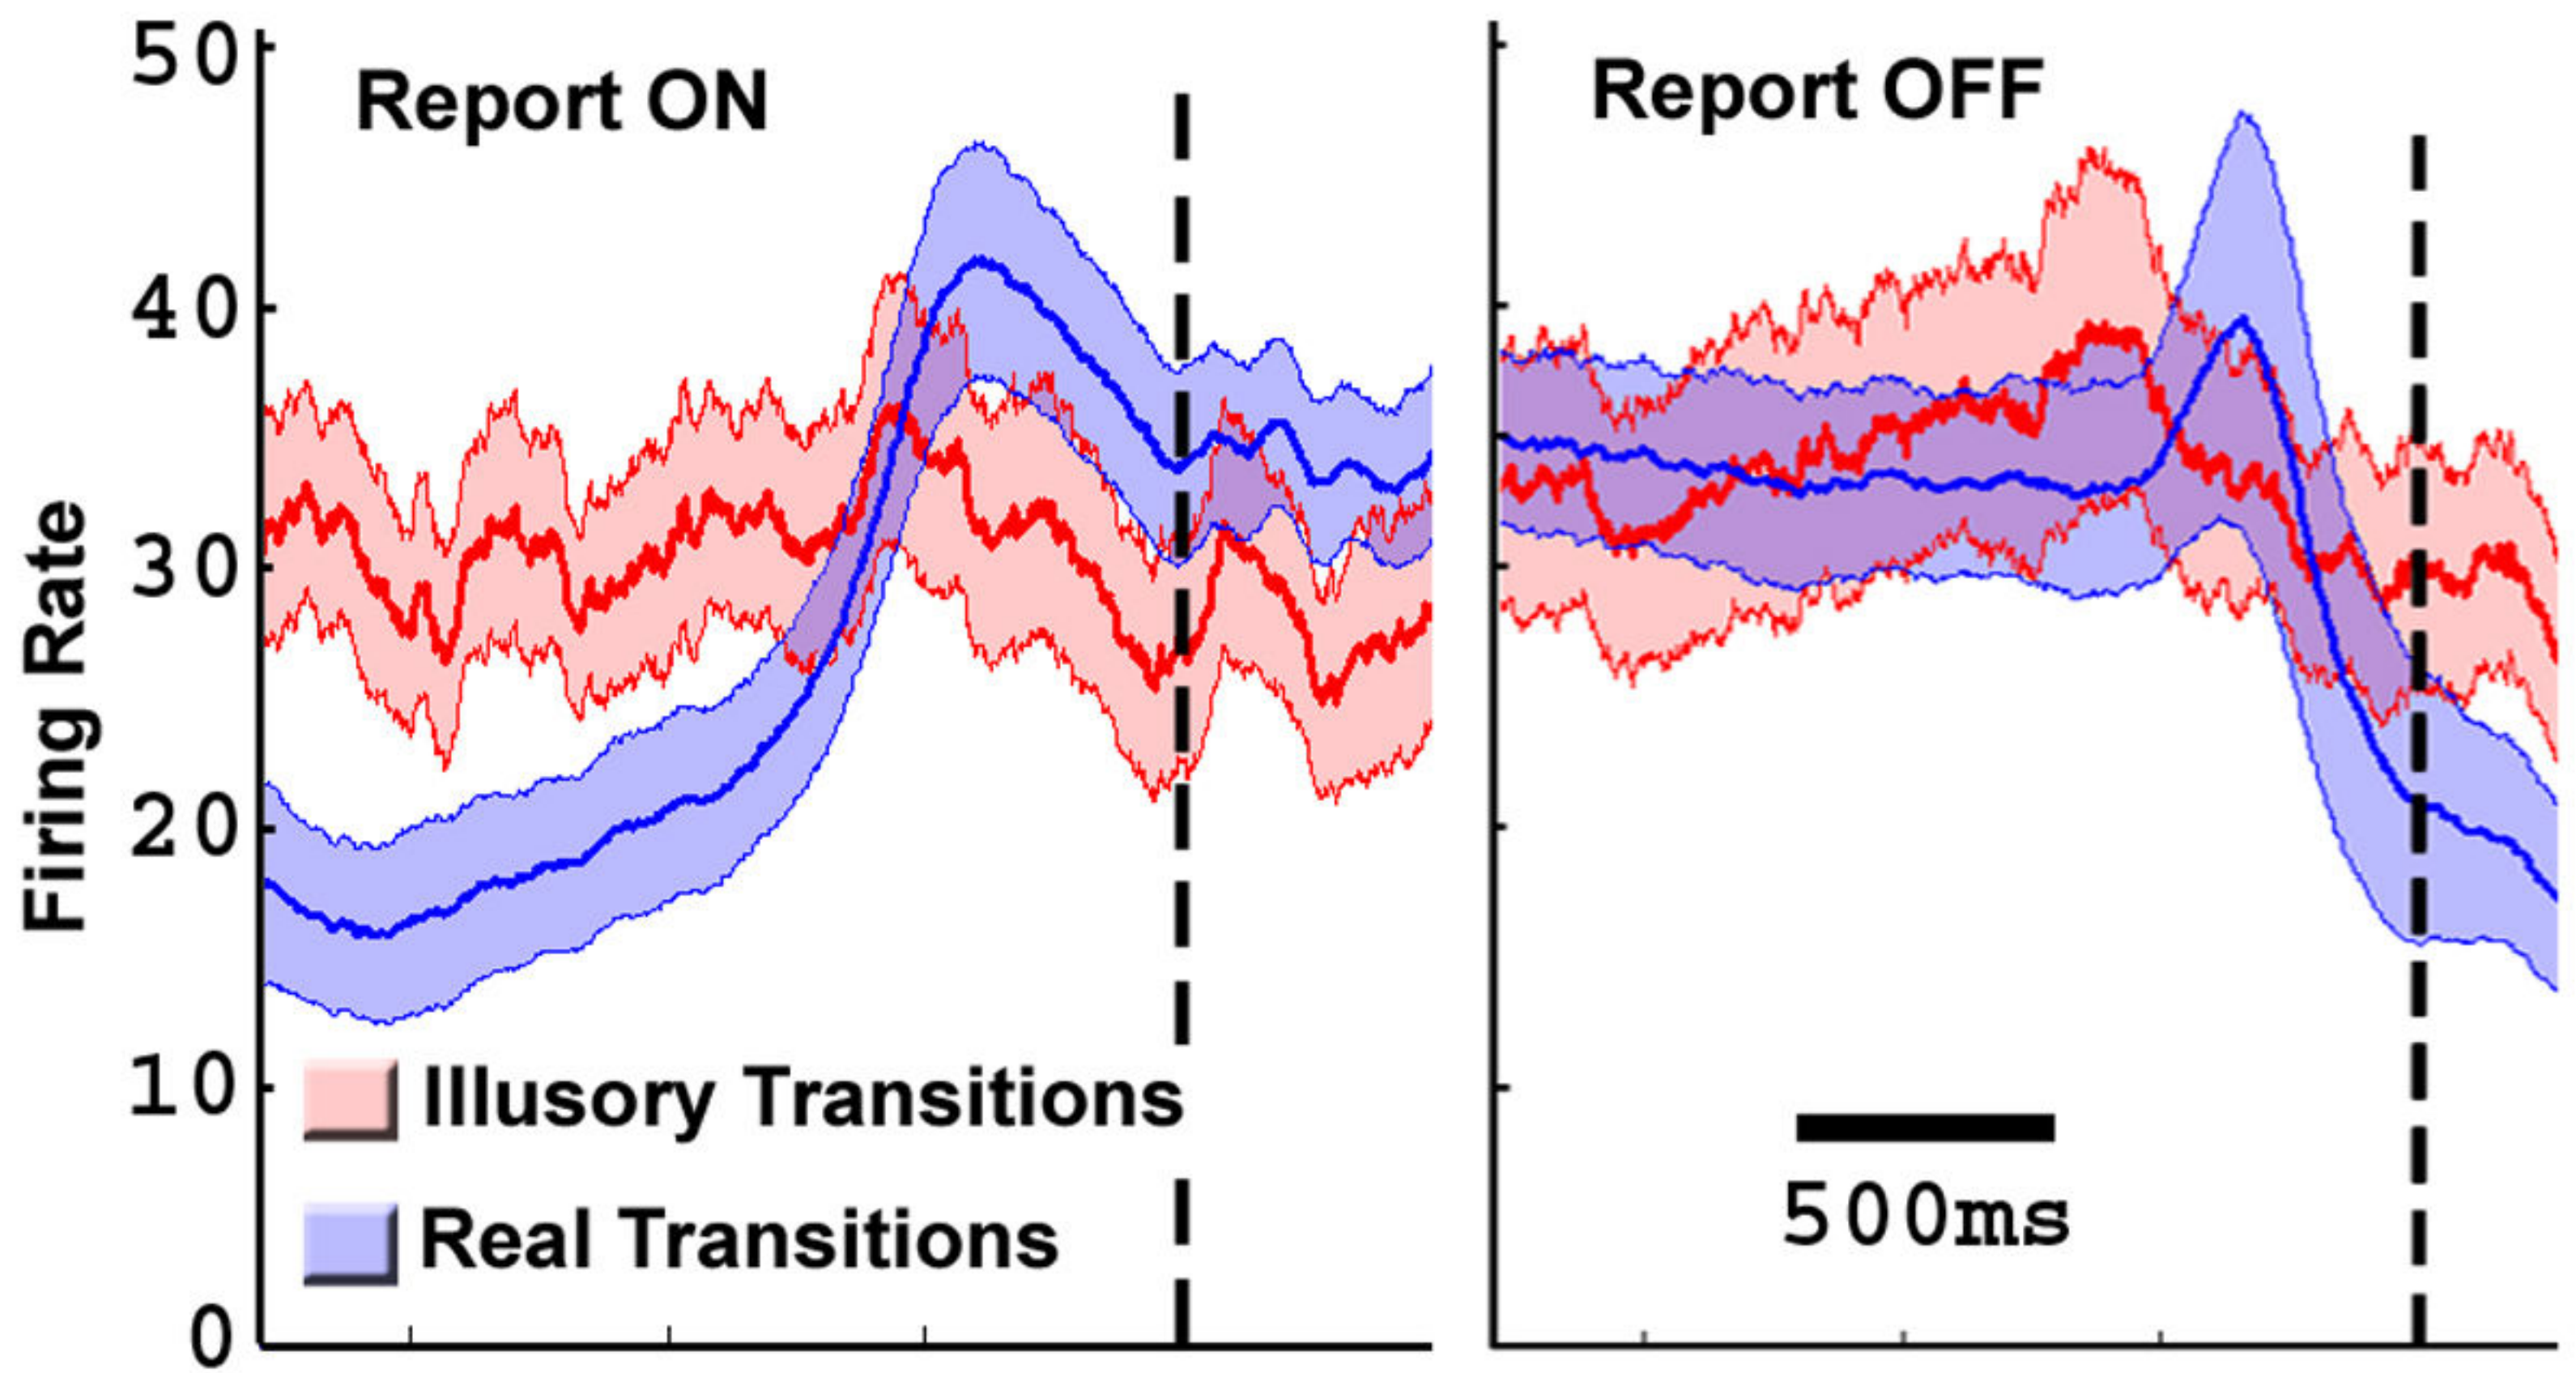 Report ON
Report OFF
Firing Rate
50
40
30
20
10
0
Illusory Transitions
Real Transitions
500ms